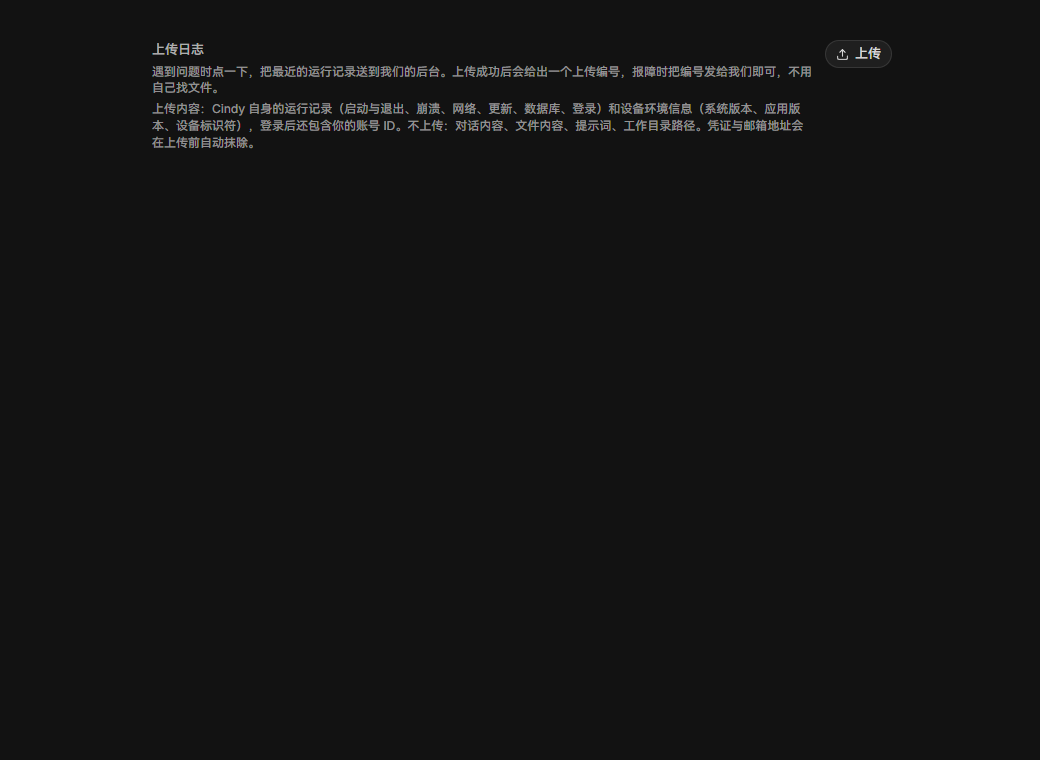 上传日志
上传
遇到问题时点一下，把最近的运行记录送到我们的后台。上传成功后会给出一个上传编号，报障时把编号发给我们即可，不用
自己找文件。
上传内容：Cindy 自身的运行记录（启动与退出、崩溃、网络、更新、数据库、登录）和设备环境信息（系统版本、应用版
本、设备标识符），登录后还包含你的账号 ID。不上传：对话内容、文件内容、提示词、工作目录路径。凭证与邮箱地址会
在上传前自动抹除。